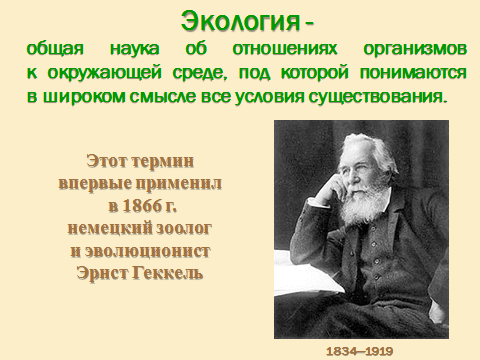 Экология -
общая наука об отношениях организмов
к окружающей среде, под которой понимаются
в широком смысле все условия существования.
Этот термин
впервые применил
в 1866 г.
немецкий зоолог
и эволюционист
Эрнст Геккель
1834—1919